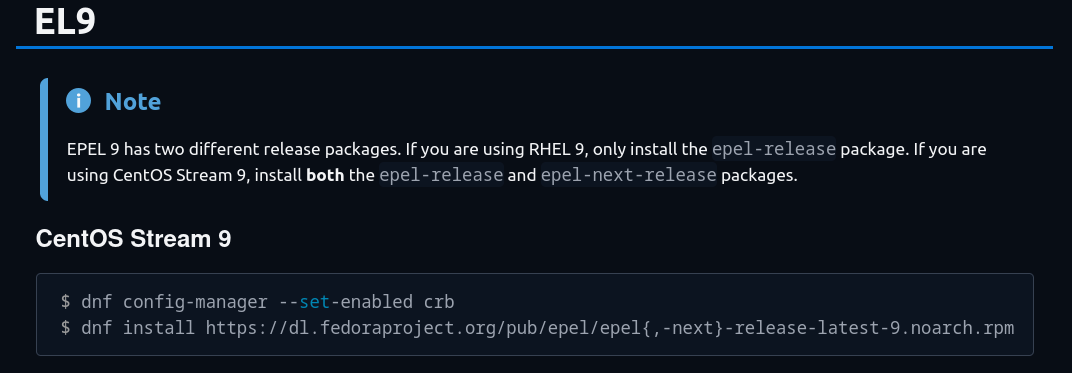 EL9
Note
EPEL 9 has two different release packages. If you are using RHEL 9, only install the epel-release package. If you are
using CentOS Stream 9, install both the epel-release and epel-next-release packages.
CentOS Stream 9
$ dnf config-manager --set-enabled crb
$ dnf install https://dl.fedoraproject.org/pub/epel/epel{,-next}-release-latest-9.noarch.rpm